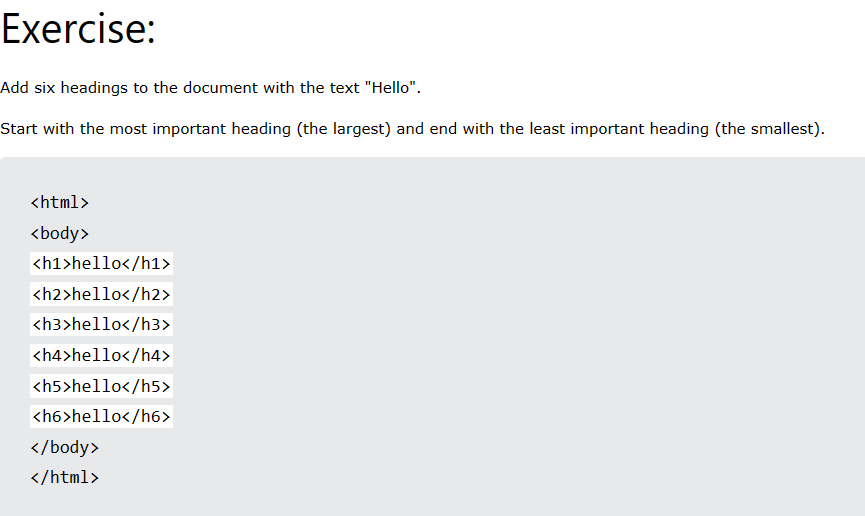 Exercise:
Add six headings to the document with the text "Hello".
Start with the most important heading (the largest) and end with the least important heading (the smallest).
<html>
<body>
<h1>hello</h1>
<h2>hello</h2>
<h3>hello</h3>
<h4>hello</h4>
<h5>hello</h5>
<h6>hello</h6>
</body>
</html>